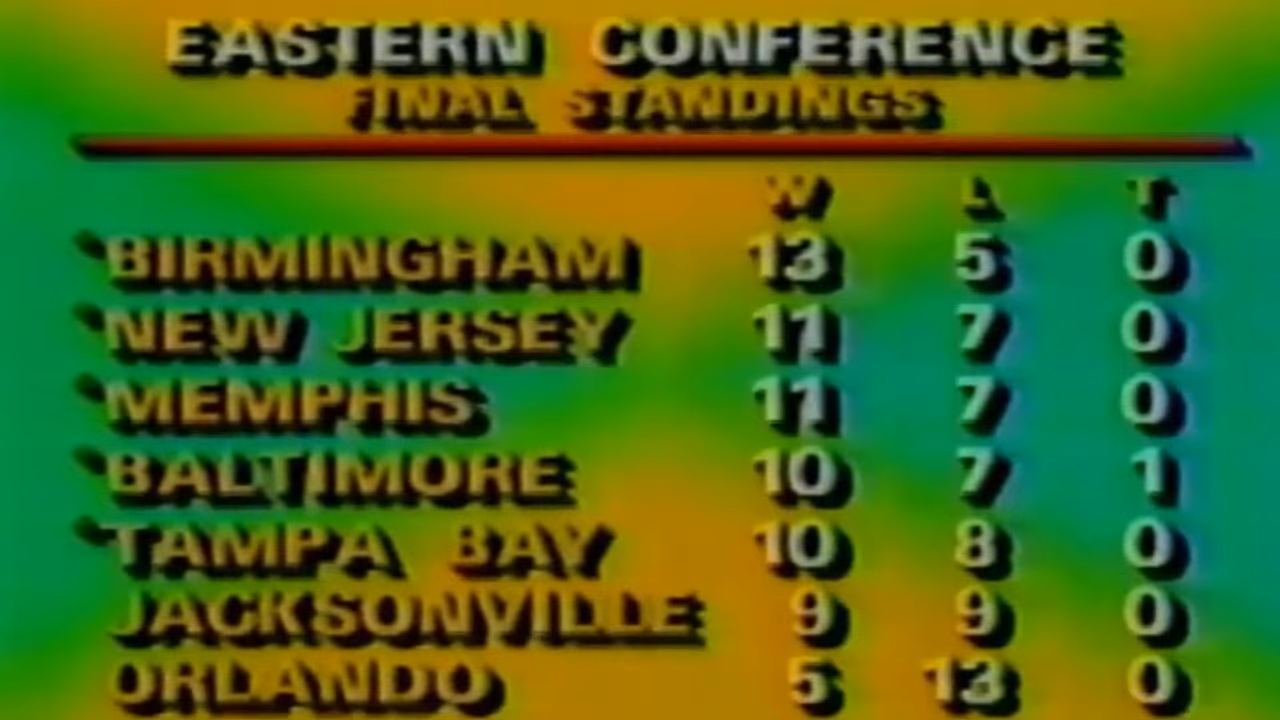 EASTERN CONFERENCE
FINAL STANDINGS
W L T
*BIRMINGHAM 13 5 0
*NEW JERSEY 11 7 0
*MEMPHIS 11 7 0
*BALTIMORE 10 7 1
*TAMPA BAY 10 8 0
JACKSONVILLE 9 9 0
ORLANDO 5 13 0